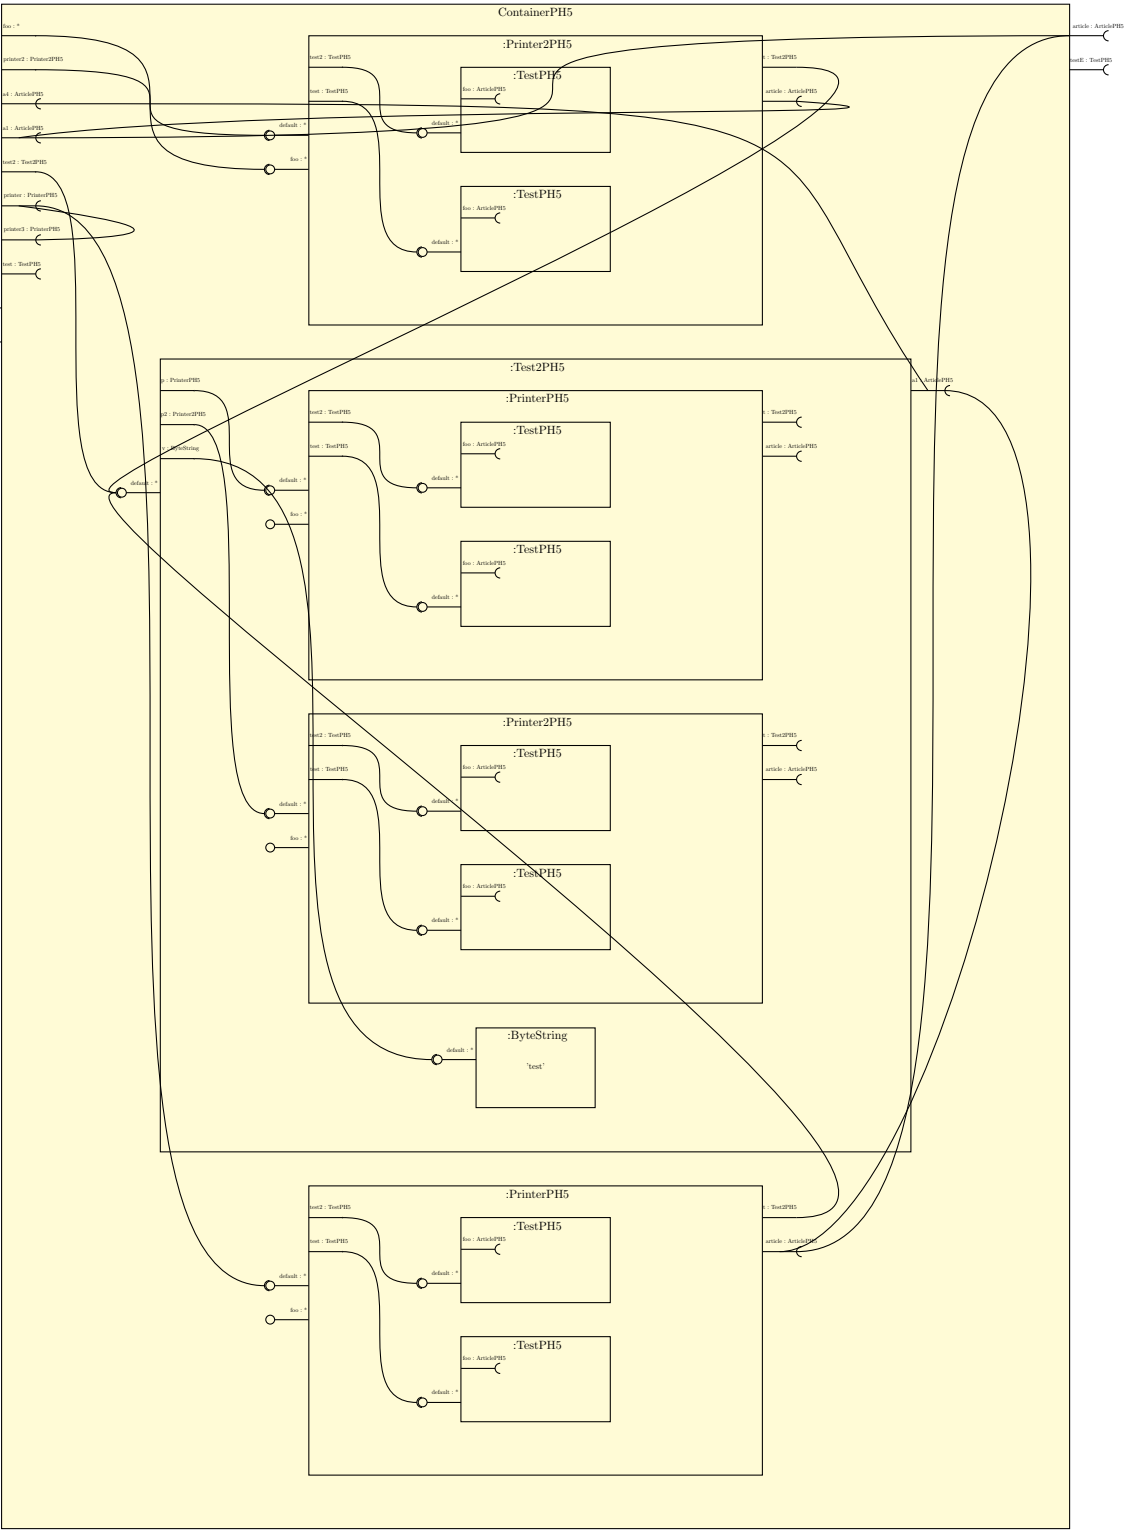 ContainerPH5
foo : *
printer2 : Printer2PH5
a4 : ArticlePH5
a1 : ArticlePH5
test2 : Test2PH5
printer : PrinterPH5
printer3 : PrinterPH5
test : TestPH5
article : ArticlePH5
testE : TestPH5
:Printer2PH5
test2 : TestPH5
test : TestPH5
default : *
foo : *
:TestPH5
foo : ArticlePH5
default : *
:TestPH5
foo : ArticlePH5
default : *
t : Test2PH5
article : ArticlePH5
:Test2PH5
p : PrinterPH5
p2 : Printer2PH5
v : ByteString
default : *
a1 : ArticlePH5
:PrinterPH5
test2 : TestPH5
test : TestPH5
default : *
foo : *
:TestPH5
foo : ArticlePH5
default : *
:TestPH5
foo : ArticlePH5
default : *
t : Test2PH5
article : ArticlePH5
:Printer2PH5
test2 : TestPH5
test : TestPH5
default : *
foo : *
:TestPH5
foo : ArticlePH5
default : *
:TestPH5
foo : ArticlePH5
default : *
t : Test2PH5
article : ArticlePH5
:ByteString
default : *
'test'
:PrinterPH5
test2 : TestPH5
test : TestPH5
default : *
foo : *
:TestPH5
foo : ArticlePH5
default : *
:TestPH5
foo : ArticlePH5
default : *
t : Test2PH5
article : ArticlePH5